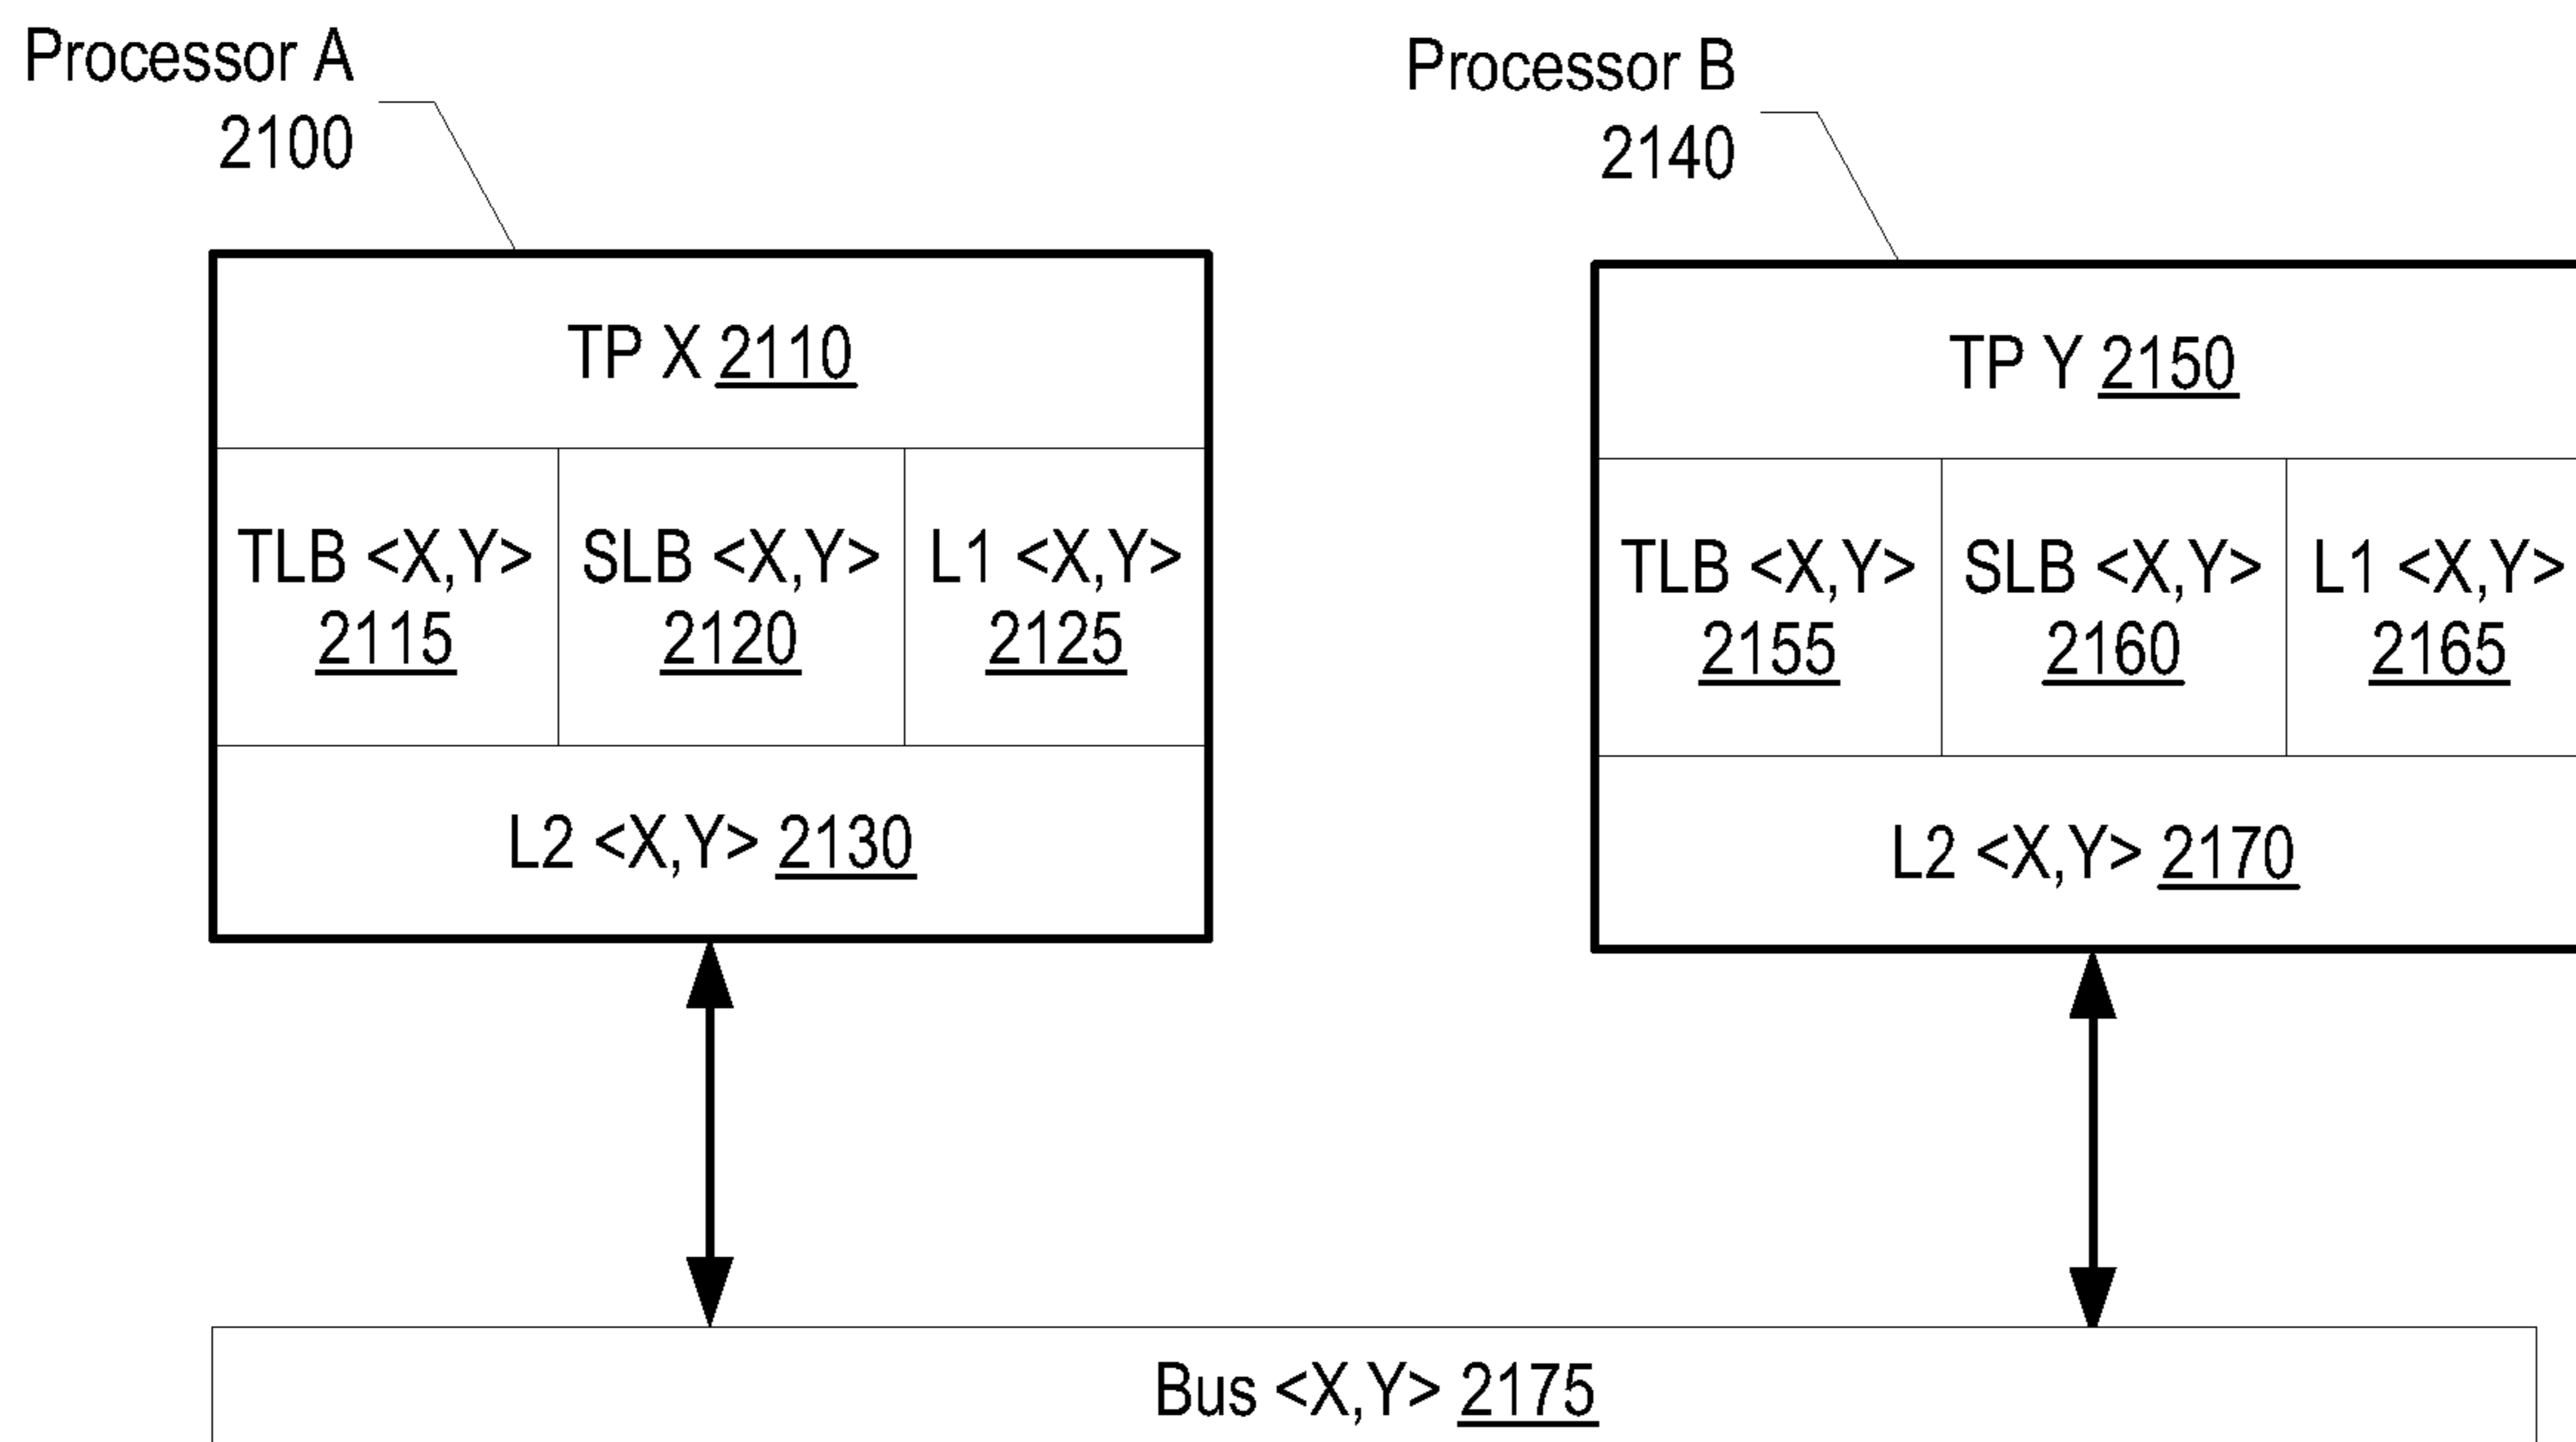 Processor A
2100
TP X 2110
TLB <X,Y>
2115
SLB <X,Y>
2120
L1 <X,Y>
2125
L2 <X,Y> 2130
Processor B
2140
TP Y 2150
TLB <X,Y>
2155
SLB <X,Y>
2160
L1 <X,Y>
2165
L2 <X,Y> 2170
Bus <X,Y> 2175